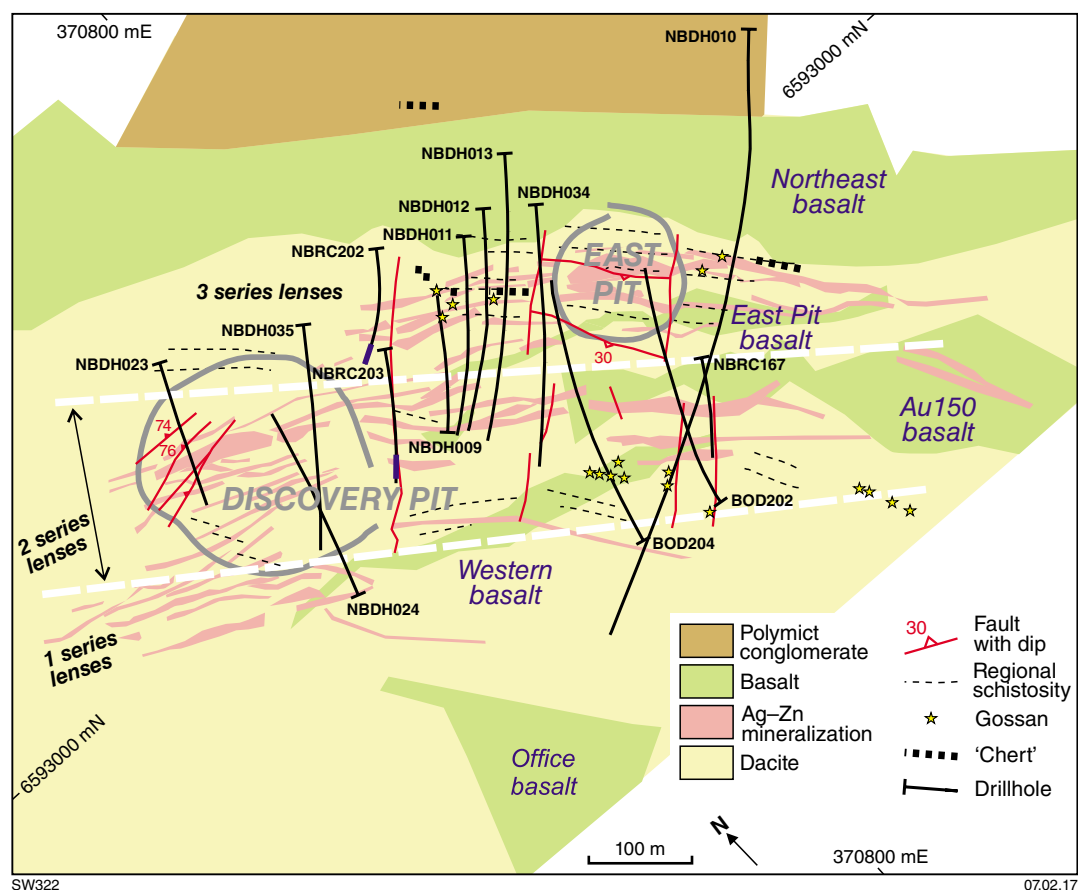 370800 mE
6593000 mN
NBDH010
NBDH013
NBDH034
NBDH012
NBDH011
NBRC202
Northeast
basalt
EAST
PIT
3 series lenses
East Pit
basalt
NBDH035
NBDH023
NBRC203
30
NBRC167
Au150
basalt
74
76
NBDH009
DISCOVERY PIT
BOD202
BOD204
2 series
lenses
Western
basalt
NBDH024
1 series
lenses
6593000 mN
Office
basalt
Polymict
conglomerate
Basalt
Ag–Zn
mineralization
Dacite
30
Fault
with dip
Regional
schistosity
Gossan
'Chert'
Drillhole
N
100 m
370800 mE
SW322
07.02.17